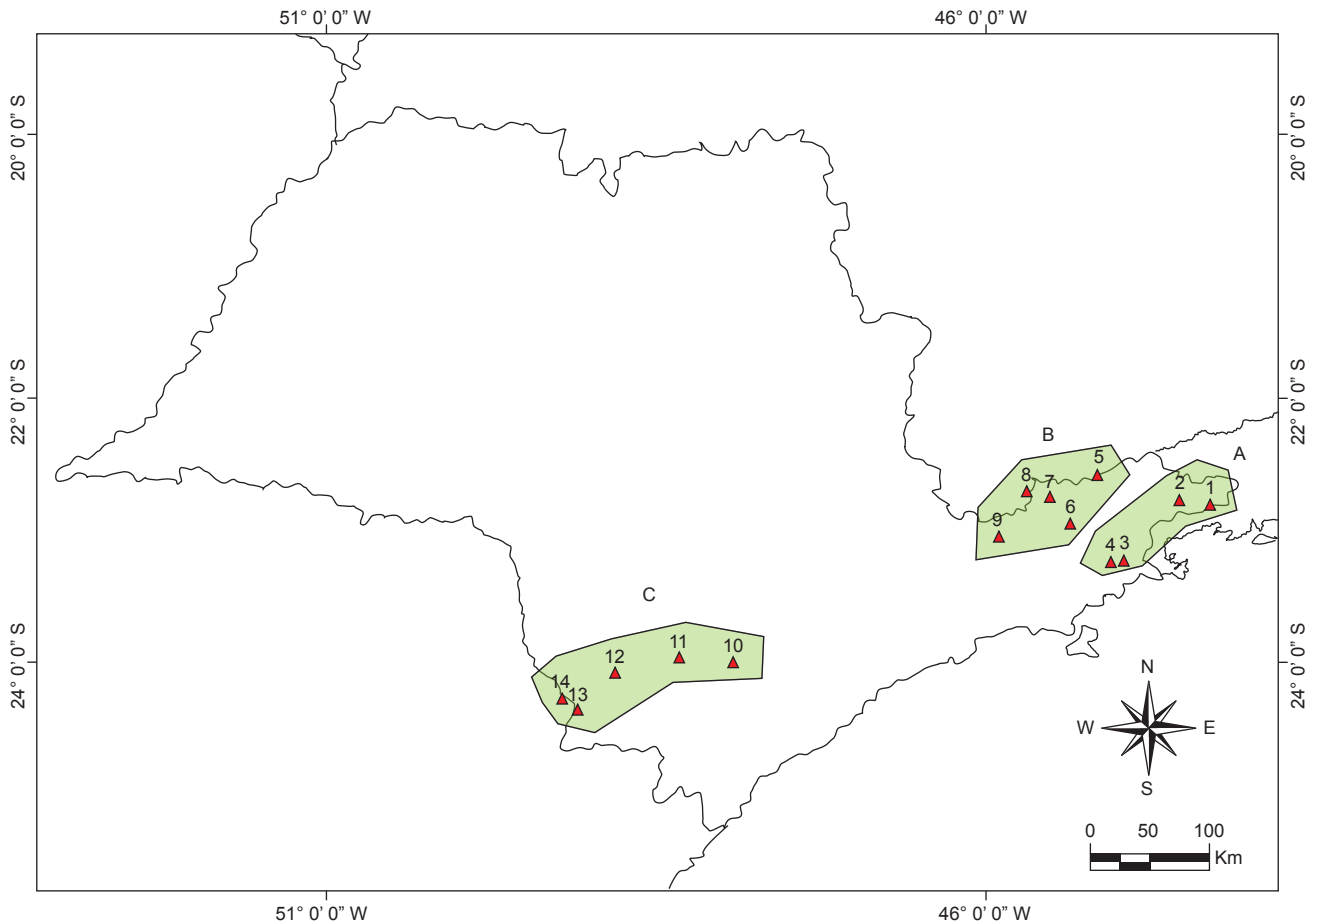 51° 0’ 0” W
46° 0’ 0” W
20° 0’ 0” S
20° 0’ 0” S
22° 0’ 0” S
22° 0’ 0” S
B
A
5
8
7
2
1
6
9
4
3
C
11
10
12
24° 0’ 0” S
24° 0’ 0” S
14
13
N
W
E
S
0
50
100
Km
51° 0’ 0” W
46° 0’ 0” W